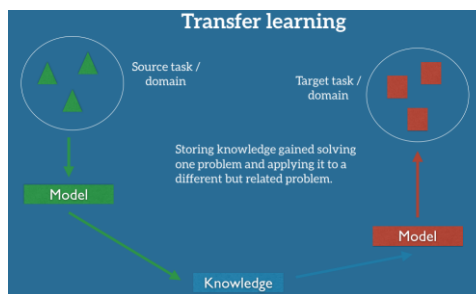 Transfer learning
Source task /
domain
Target task /
domain
Storing knowledge gained solving
one problem and applying it to a
different but related problem.
Model
Model
Knowledge